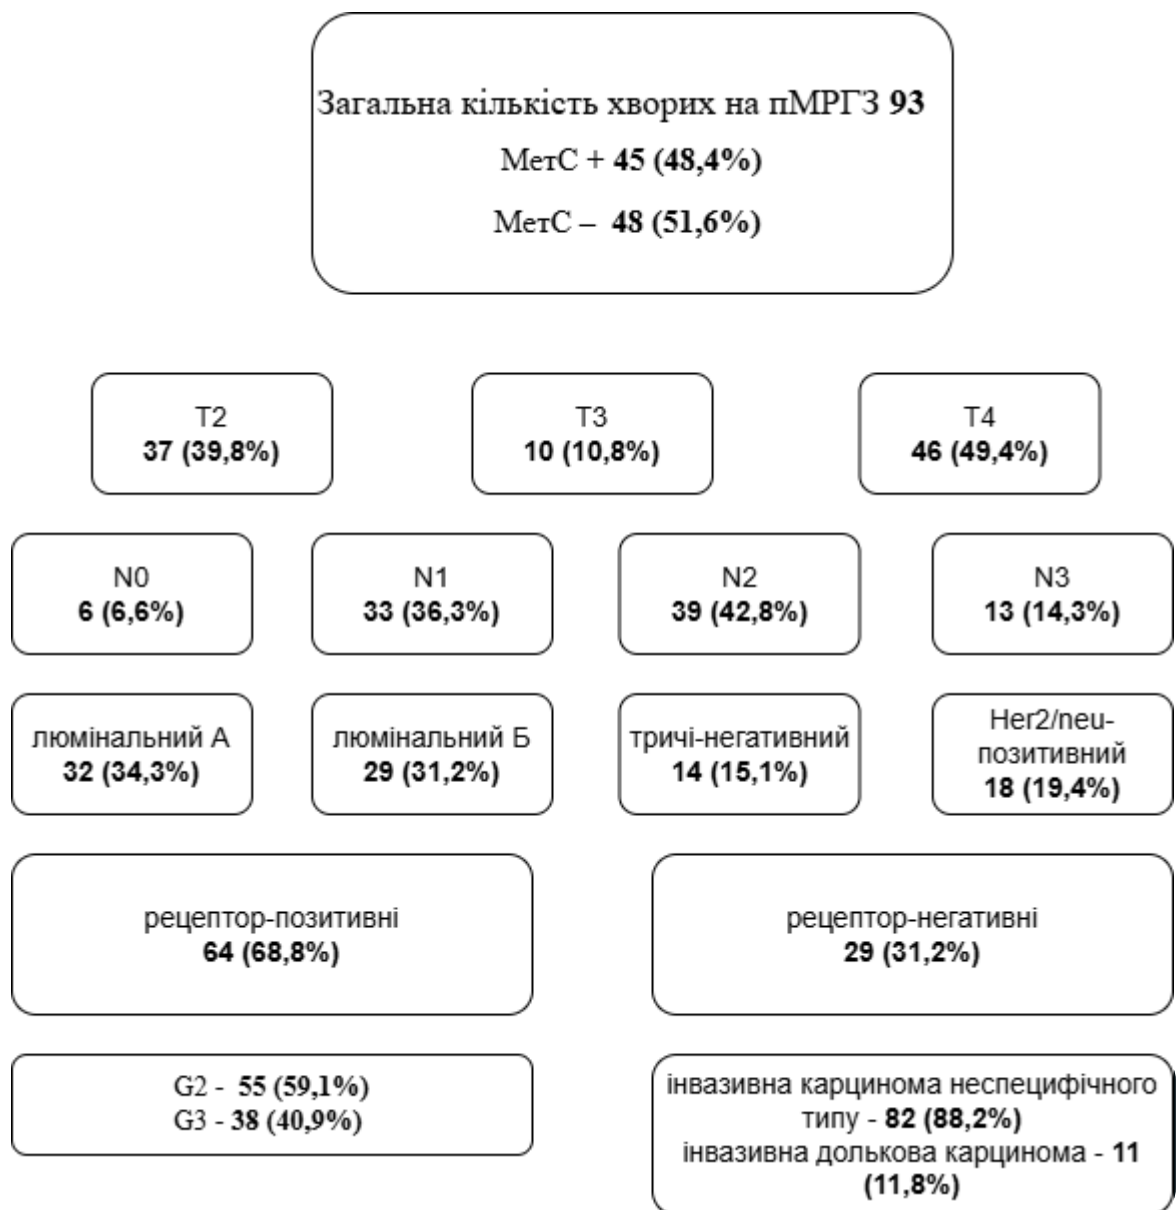 Загальна кількість хворих на пМРГЗ 93
МетС + 45 (48,4%)
МетС – 48 (51,6%)
T2
37 (39,8%)
T3
10 (10,8%)
T4
46 (49,4%)
N0
6 (6,6%)
N1
33 (36,3%)
N2
39 (42,8%)
N3
13 (14,3%)
люмінальний А
32 (34,3%)
люмінальний Б
29 (31,2%)
тричі-негативний
14 (15,1%)
Her2/neu-
позитивний
18 (19,4%)
рецептор-позитивні
64 (68,8%)
рецептор-негативні
29 (31,2%)
G2 - 55 (59,1%)
G3 - 38 (40,9%)
інвазивна карцинома неспецифічного
типу - 82 (88,2%)
інвазивна долькова карцинома - 11
(11,8%)